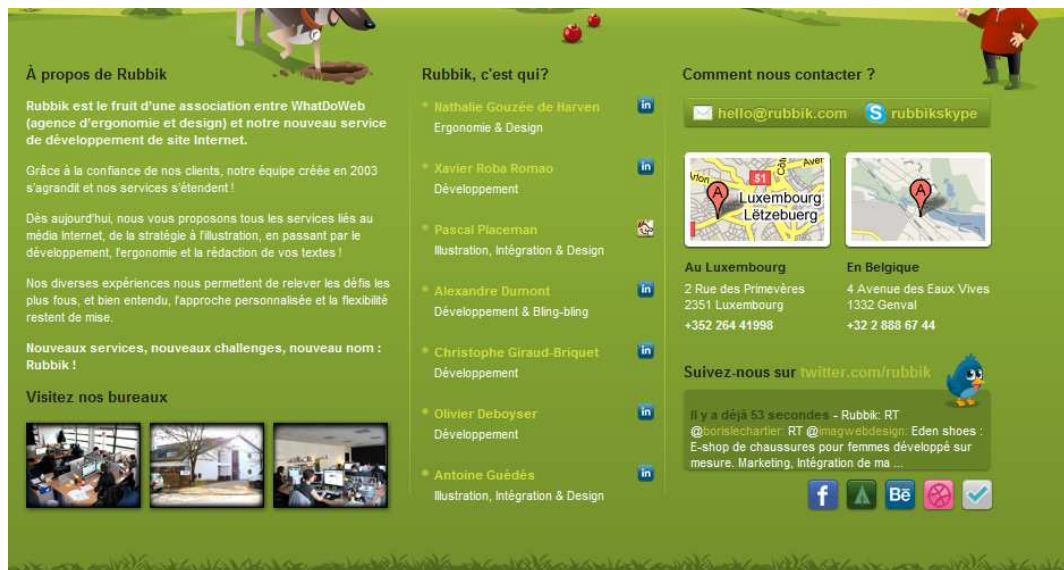 À propos de Rubbik
Rubbik est le fruit d'une association entre WhatDoWeb
(agence d'ergonomie et design) et notre nouveau service
de développement de site Internet.
Grâce à la confiance de nos clients, notre équipe créée en 2003
s'agrandit et nos services s'étendent !
Dès aujourd'hui, nous vous proposons tous les services liés au
média Internet, de la stratégie à l'illustration, en passant par le
développement, l'ergonomie et la rédaction de vos textes !
Nos diverses expériences nous permettent de relever les défis les
plus fous, et bien entendu, l'approche personnalisée et la flexibilité
restent de mise.
Nouveaux services, nouveaux challenges, nouveau nom :
Rubbik !
Visitez nos bureaux
Rubbik, c'est qui?
Nathalie Gouzée de Harven
in
Ergonomie & Design
Xavier Roba Romao
in
Développement
Pascal Placeman
Illustration, Intégration & Design
Alexandre Dumont
in
Développement & Bling-bling
Christophe Giraud-Briquet
in
Développement
Olivier Deboyser
in
Développement
Antoine Guédès
in
Illustration, Intégration & Design
Comment nous contacter ?
hello@rubbik.com S rubbikskype
Arlon
Côt
Aver
51
A
Luxembourg
Lëtzebuerg
A
Au Luxembourg
2 Rue des Primevères
2351 Luxembourg
+352 264 41998
En Belgique
4 Avenue des Eaux Vives
1332 Genval
+32 2 888 67 44
Suivez-nous sur twitter.com/rubbik
Il y a déjà 53 secondes - Rubbik: RT
@borislechartier: RT @imagwebdesign: Eden shoes :
E-shop de chaussures pour femmes développé sur
mesure. Marketing, Intégration de ma ...
f Bē